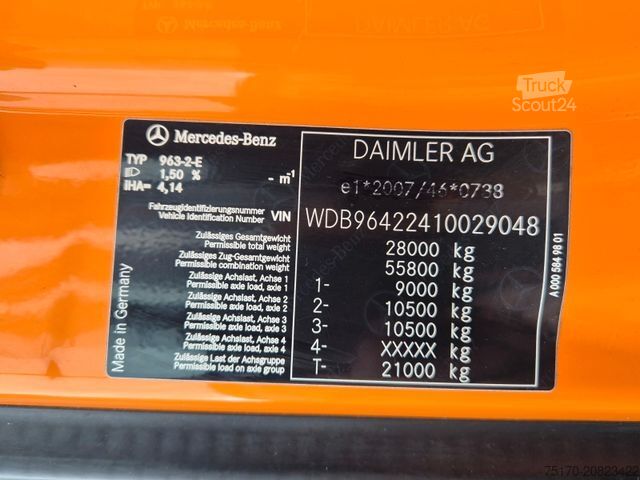 Truck
Scout24
Mercedes-Benz
TYP 963-2-E
1,50 % - m-1
iHA= 4,14
Fahrzeugidentifizierungsnummer
Vehicle Identification Number VIN
Zulässiges Gesamtgewicht
Permissible total weight
Zulässiges Zug-Gesamtgewicht
Permissible combination weight
Zulässige Achslast, Achse 1
Permissible axle load, axle 1
Zulässige Achslast, Achse 2
Permissible axle load, axle 2
Zulässige Achslast, Achse 3
Permissible axle load, axle 3
Zulässige Achslast, Achse 4
Permissible axle load, axle 4
Zulässige Last der Achsgruppe
Permissible load on axle group
DAIMLER AG
e1*2007/46*0738
WDB96422410029048
28000 kg
55800 kg
1- 9000 kg
2- 10500 kg
3- 10500 kg
4- XXXXX kg
T- 21000 kg
Made in Germany
A 000 584 98 01
75170-20823422